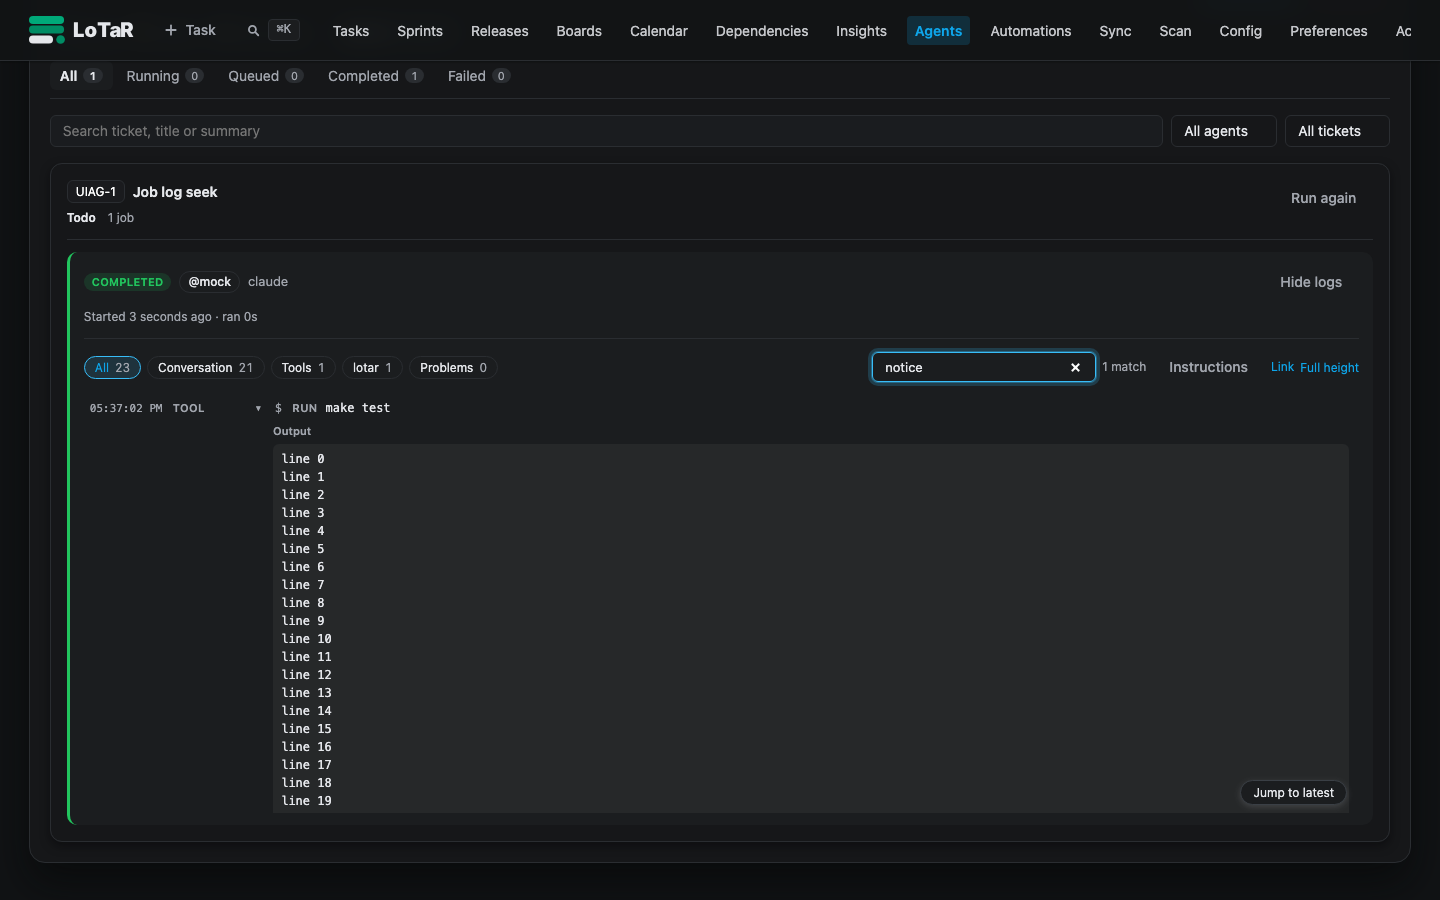 LoTaR + Task ⌘K Tasks Sprints Releases Boards Calendar Dependencies Insights Agents Automations Sync Scan Config Preferences Ac
All 1 Running 0 Queued 0 Completed 1 Failed 0
Search ticket, title or summary All agents All tickets
UIAG-1 Job log seek
Run again
Todo 1 job
COMPLETED @mock claude Hide logs
Started 3 seconds ago · ran 0s
All 23 Conversation 21 Tools 1 lotar 1 Problems 0 notice × 1 match Instructions Link Full height
05:37:02 PM TOOL ▾ $ RUN make test
Output
line 0
line 1
line 2
line 3
line 4
line 5
line 6
line 7
line 8
line 9
line 10
line 11
line 12
line 13
line 14
line 15
line 16
line 17
line 18
line 19
Jump to latest